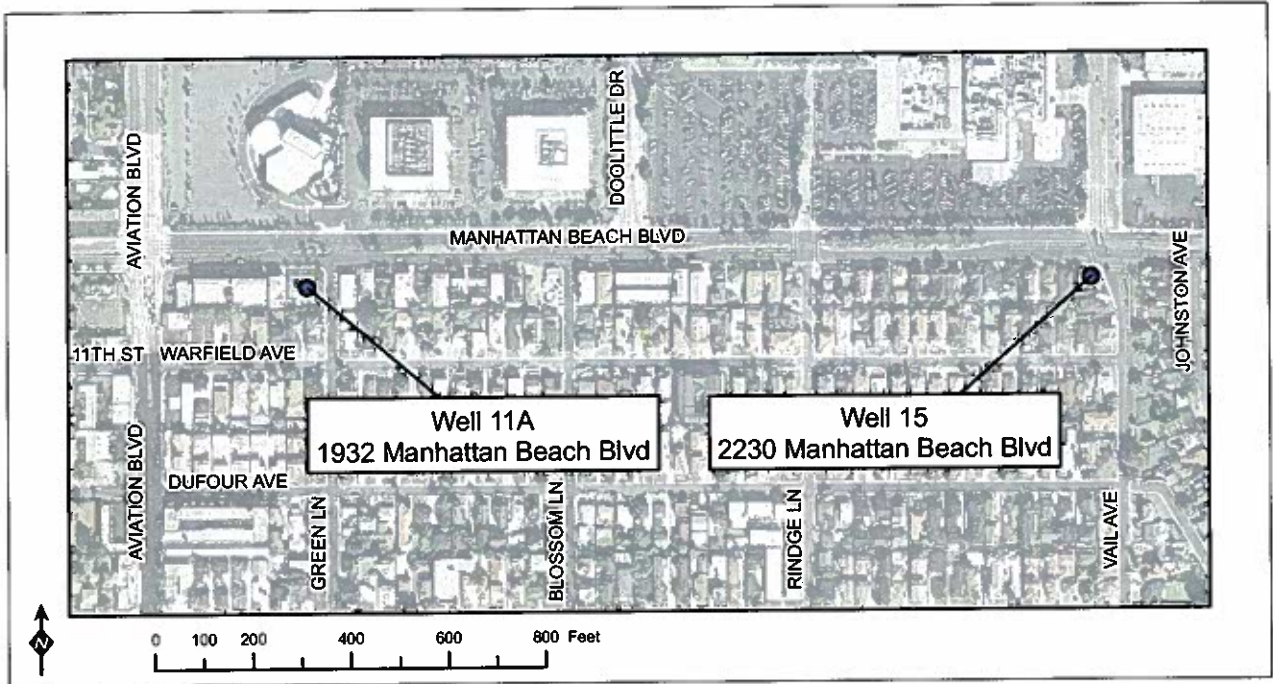 AVIATION BLVD
DOOLITTLE DR
MANHATTAN BEACH BLVD
JOHNSTON AVE
11TH ST
WARFIELD AVE
Well 11A
1932 Manhattan Beach Blvd
Well 15
2230 Manhattan Beach Blvd
AVIATION BLVD
DUFOUR AVE
GREEN LN
BLOSSOM LN
RINDGE LN
VAIL AVE
N
0 100 200 400 600 800 Feet